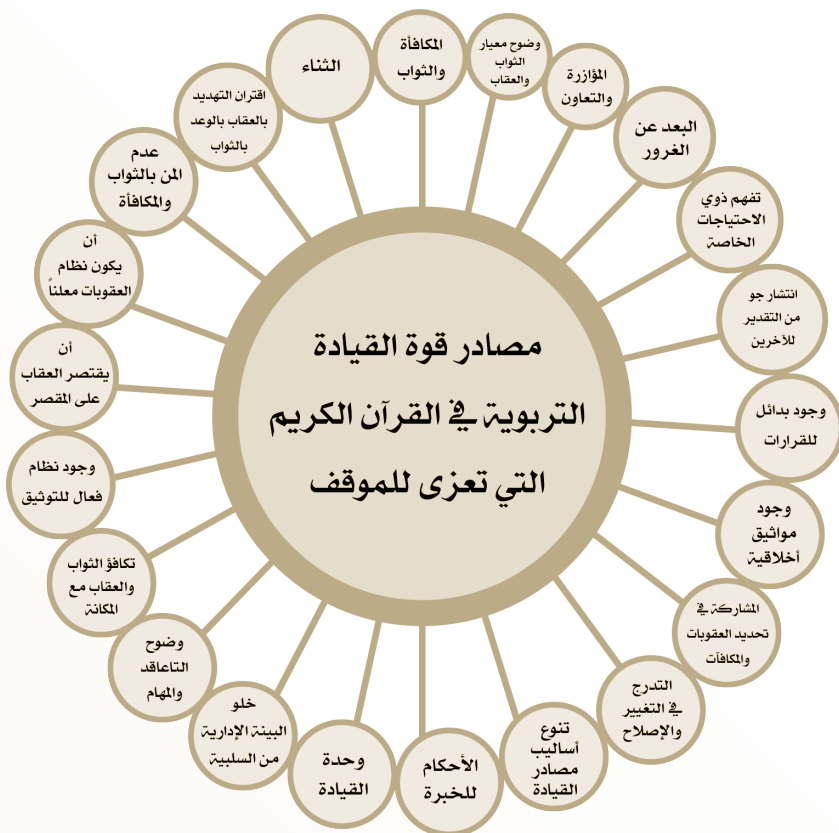 مصادر قوة القيادة
التربوية في القرآن الكريم
التي تعزى للموقف
المكافأة
والثواب
وضوح معيار
الثواب
والعقاب
المؤازرة
والتعاون
البعد عن
الغرور
تفهم ذوي
الاحتياجات
الخاصة
انتشار جو
من التقدير
للآخرين
وجود بدائل
للقرارات
وجود
مواثيق
أخلاقية
المشاركة في
تحديد العقوبات
والمكافآت
التدرج
في التغيير
والإصلاح
تنوع
أساليب
مصادر
القيادة
الأحكام
للخبرة
وحدة
القيادة
خلو
البينة الإدارية
من السلبية
وضوح
التاعاقد
والمهام
تكافؤ الثواب
والعقاب مع
المكانة
وجود نظام
فعال للتوثيق
أن
يقتصر العقاب
على المقصر
أن
يكون نظام
العقوبات معلناً
عدم
المن بالثواب
والمكافأة
اقتران التهديد
بالعقاب بالوعد
بالثواب
الثناء